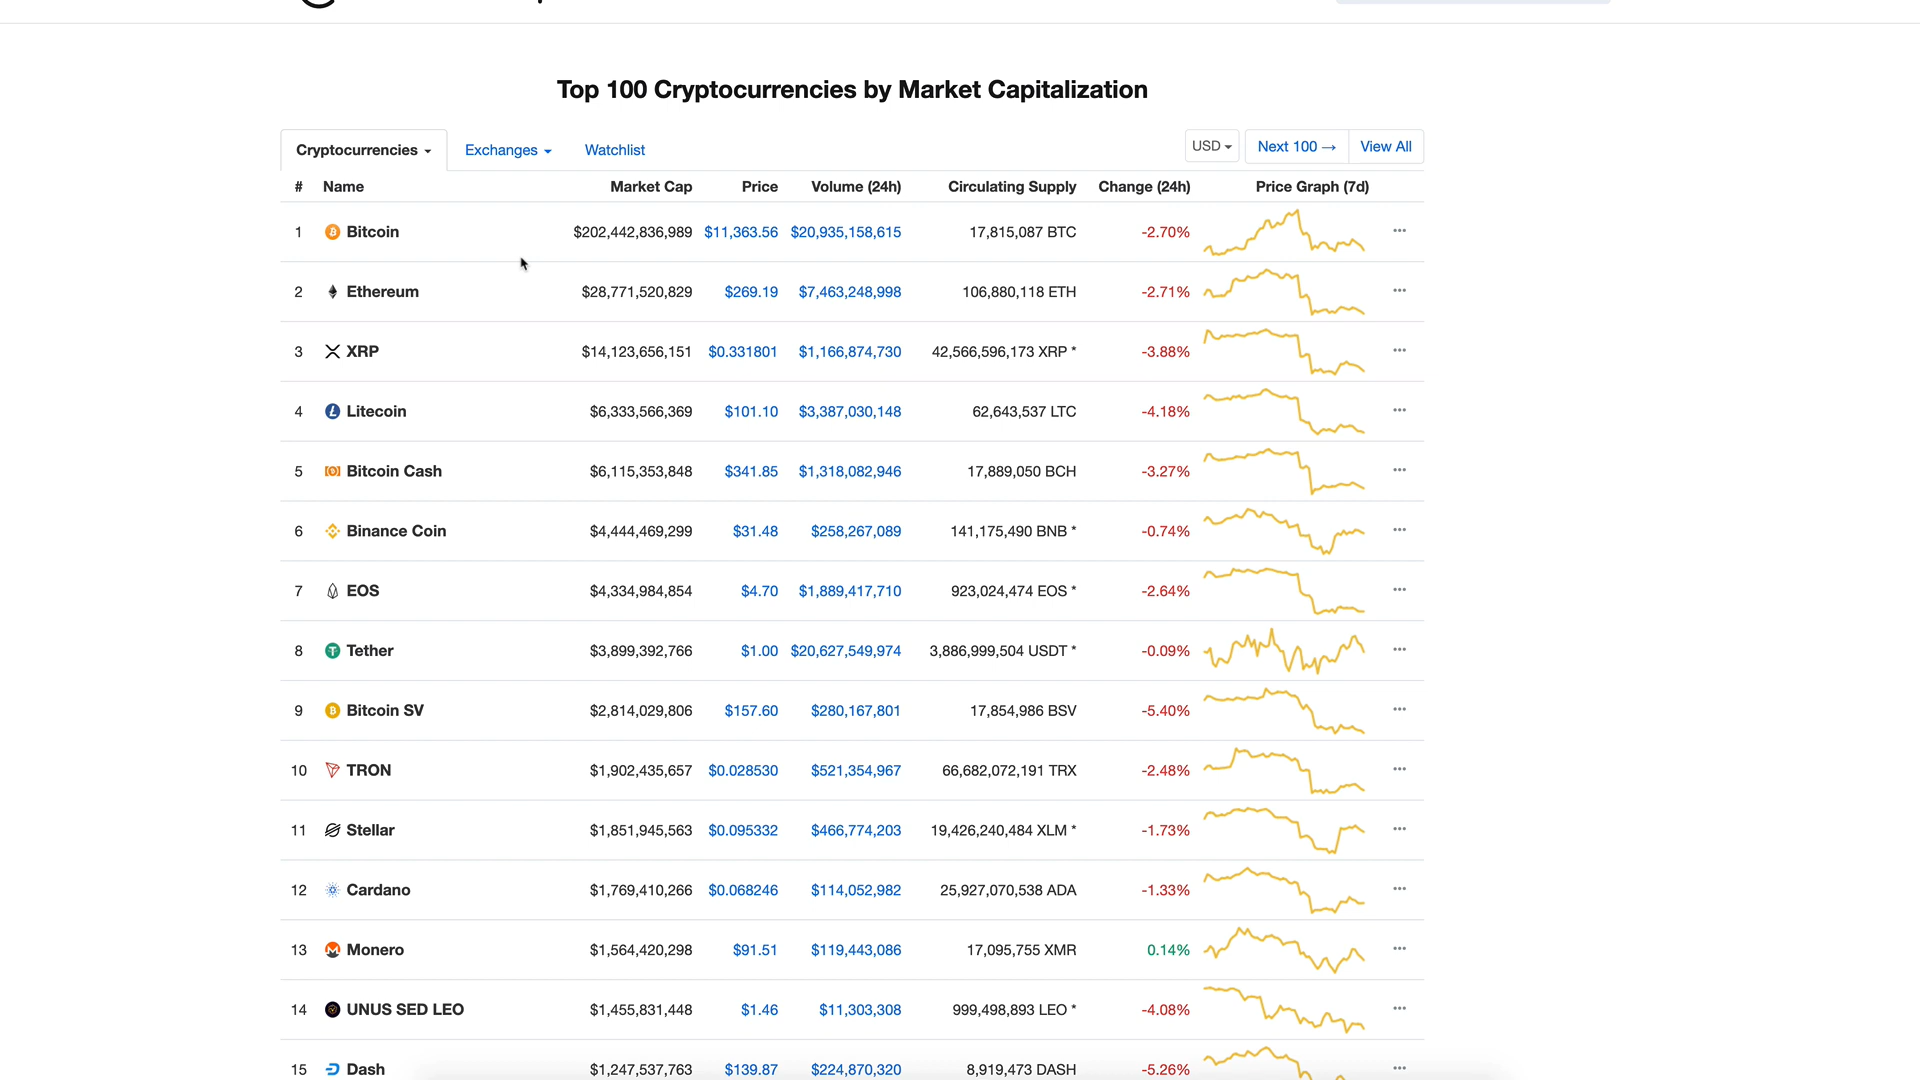 Top 100 Cryptocurrencies by Market Capitalization
Cryptocurrencies Exchanges Watchlist USD Next 100 → View All
# Name Market Cap Price Volume (24h) Circulating Supply Change (24h) Price Graph (7d)
1 Bitcoin $202,442,836,989 $11,363.56 $20,935,158,615 17,815,087 BTC -2.70%
2 Ethereum $28,771,520,829 $269.19 $7,463,248,998 106,880,118 ETH -2.71%
3 XRP $14,123,656,151 $0.331801 $1,166,874,730 42,566,596,173 XRP * -3.88%
4 Litecoin $6,333,566,369 $101.10 $3,387,030,148 62,643,537 LTC -4.18%
5 Bitcoin Cash $6,115,353,848 $341.85 $1,318,082,946 17,889,050 BCH -3.27%
6 Binance Coin $4,444,469,299 $31.48 $258,267,089 141,175,490 BNB * -0.74%
7 EOS $4,334,984,854 $4.70 $1,889,417,710 923,024,474 EOS * -2.64%
8 Tether $3,899,392,766 $1.00 $20,627,549,974 3,886,999,504 USDT * -0.09%
9 Bitcoin SV $2,814,029,806 $157.60 $280,167,801 17,854,986 BSV -5.40%
10 TRON $1,902,435,657 $0.028530 $521,354,967 66,682,072,191 TRX -2.48%
11 Stellar $1,851,945,563 $0.095332 $466,774,203 19,426,240,484 XLM * -1.73%
12 Cardano $1,769,410,266 $0.068246 $114,052,982 25,927,070,538 ADA -1.33%
13 Monero $1,564,420,298 $91.51 $119,443,086 17,095,755 XMR 0.14%
14 UNUS SED LEO $1,455,831,448 $1.46 $11,303,308 999,498,893 LEO * -4.08%
15 Dash $1,247,537,763 $139.87 $224,870,320 8,919,473 DASH -5.26%